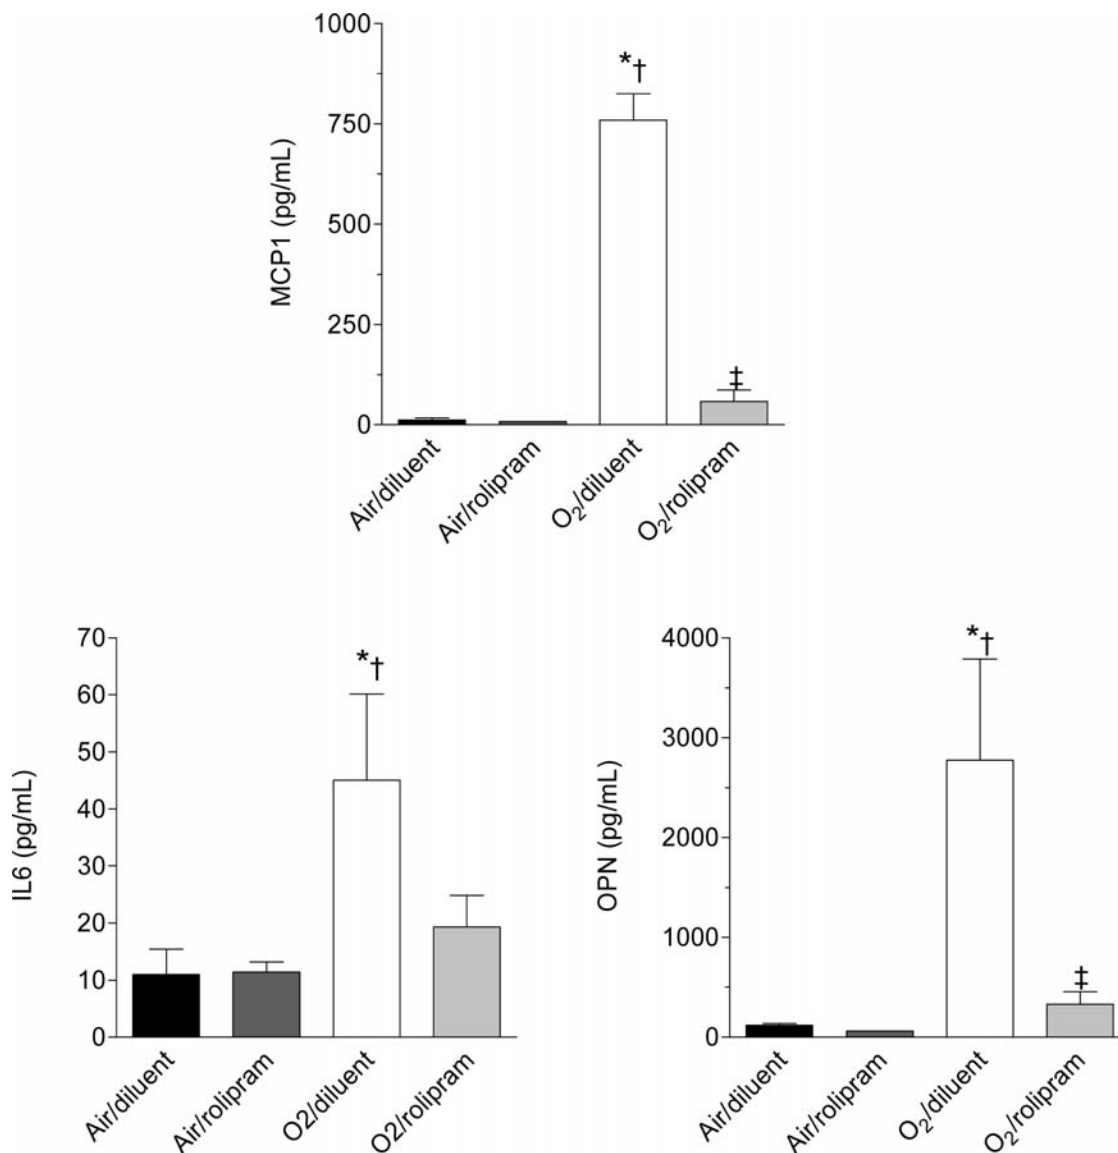 1000
*†
750
MCP1 (pg/mL)
500
250
‡
0
Air/diluent
Air/rolipram
O₂/diluent
O₂/rolipram
70
*†
60
50
IL6 (pg/mL)
40
30
20
10
0
Air/diluent
Air/rolipram
O2/diluent
O2/rolipram
4000
*†
3000
OPN (pg/mL)
2000
1000
‡
0
Air/diluent
Air/rolipram
O₂/diluent
O₂/rolipram